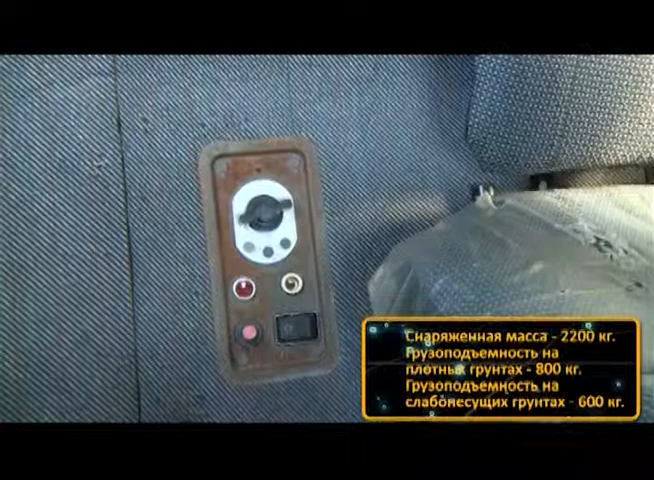 Снаряженная масса - 2200 кг.
Грузоподъемность на
плотных грунтах - 800 кг.
Грузоподъемность на
слабонесущих грунтах - 600 кг.